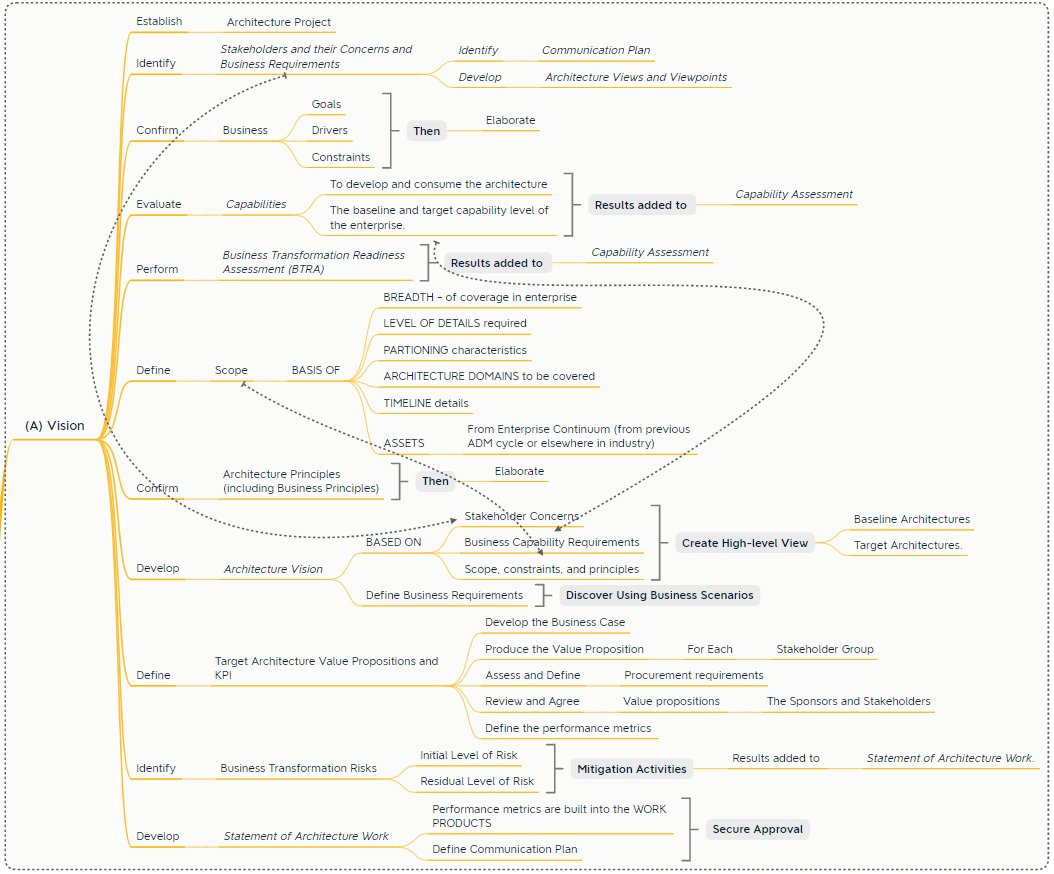 (A) Vision
Establish
Architecture Project
Identify
Stakeholders and their Concerns and
Business Requirements
Identify
Communication Plan
Develop
Architecture Views and Viewpoints
Confirm
Business
Goals
Drivers
Constraints
Then
Elaborate
Evaluate
Capabilities
To develop and consume the architecture
The baseline and target capability level of
the enterprise.
Results added to
Capability Assessment
Perform
Business Transformation Readiness
Assessment (BTRA)
Results added to
Capability Assessment
Define
Scope
BASIS OF
BREADTH - of coverage in enterprise
LEVEL OF DETAILS required
PARTIONING characteristics
ARCHITECTURE DOMAINS to be covered
TIMELINE details
ASSETS
From Enterprise Continuum (from previous
ADM cycle or elsewhere in industry)
Confirm
Architecture Principles
(including Business Principles)
Then
Elaborate
Develop
Architecture Vision
BASED ON
Stakeholder Concerns
Business Capability Requirements
Scope, constraints, and principles
Create High-level View
Baseline Architectures
Target Architectures.
Define Business Requirements
Discover Using Business Scenarios
Define
Target Architecture Value Propositions and
KPI
Develop the Business Case
Produce the Value Proposition
For Each
Stakeholder Group
Assess and Define
Procurement requirements
Review and Agree
Value propositions
The Sponsors and Stakeholders
Define the performance metrics
Identify
Business Transformation Risks
Initial Level of Risk
Residual Level of Risk
Mitigation Activities
Results added to
Statement of Architecture Work.
Develop
Statement of Architecture Work
Performance metrics are built into the WORK
PRODUCTS
Define Communication Plan
Secure Approval